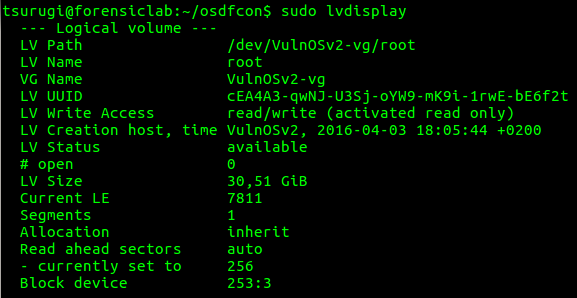 tsurugi@forensiclab:~/osdfcon$ sudo lvdisplay
--- Logical volume ---
LV Path                /dev/VulnOSv2-vg/root
LV Name                root
VG Name                VulnOSv2-vg
LV UUID                cEA4A3-qwNJ-U3Sj-oYW9-mK9i-1rwE-bE6f2t
LV Write Access        read/write (activated read only)
LV Creation host, time VulnOSv2, 2016-04-03 18:05:44 +0200
LV Status              available
# open                 0
LV Size                30,51 GiB
Current LE             7811
Segments               1
Allocation             inherit
Read ahead sectors     auto
- currently set to     256
Block device           253:3